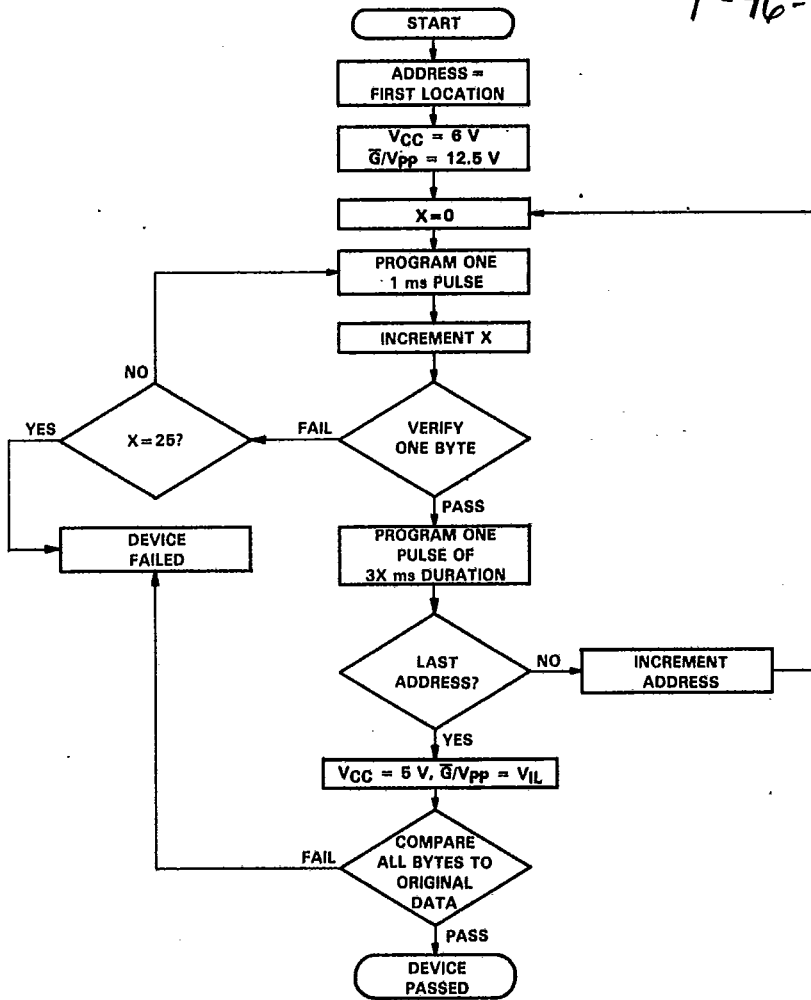 START
ADDRESS =
FIRST LOCATION
VCC = 6 V
G̅/VPP = 12.5 V
X=0
PROGRAM ONE
1 ms PULSE
INCREMENT X
NO
YES
X=25?
FAIL
VERIFY
ONE BYTE
PASS
DEVICE
FAILED
PROGRAM ONE
PULSE OF
3X ms DURATION
LAST
ADDRESS?
NO
INCREMENT
ADDRESS
YES
VCC = 5 V, G̅/VPP = VIL
FAIL
COMPARE
ALL BYTES TO
ORIGINAL
DATA
PASS
DEVICE
PASSED